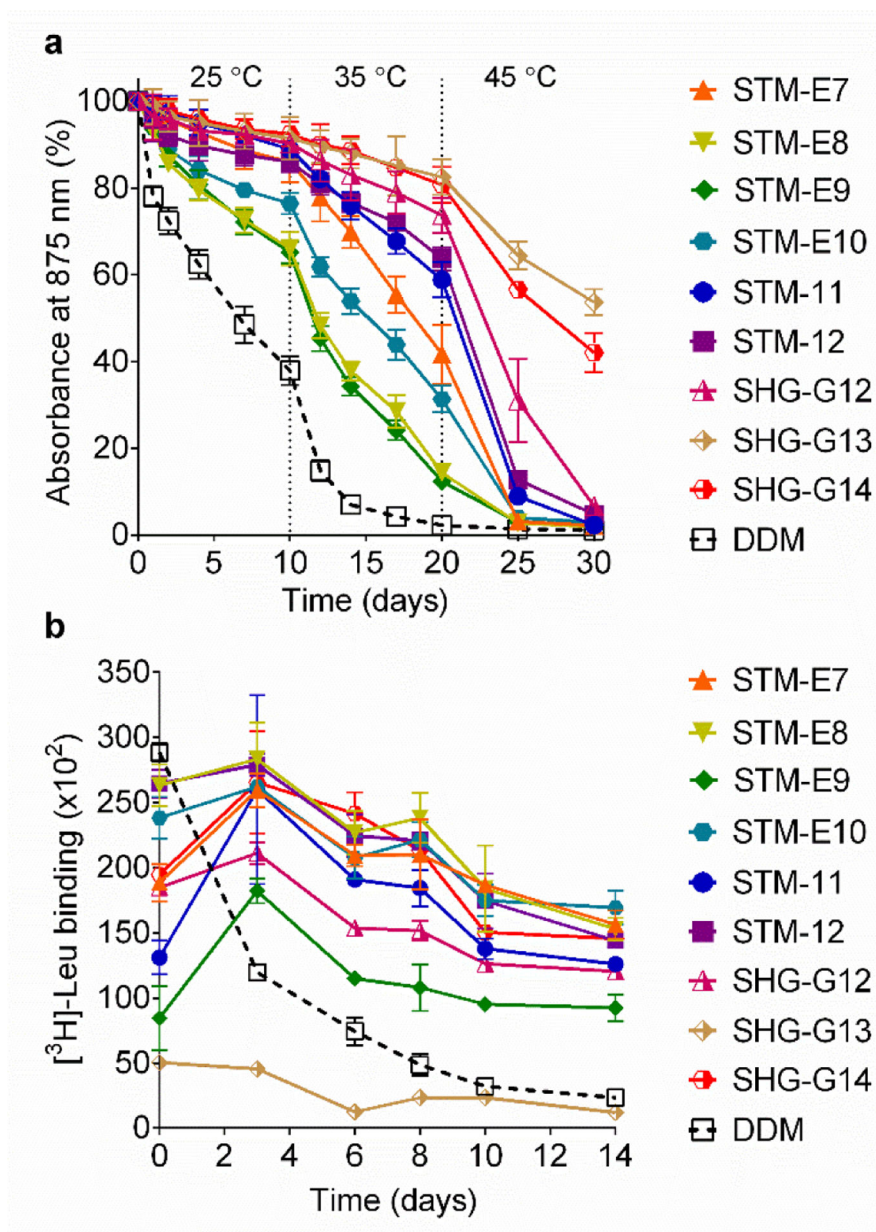 a
25 °C 35 °C 45 °C
100
80
60
40
20
0
0 5 10 15 20 25 30
Absorbance at 875 nm (%)
Time (days)
STM-E7
STM-E8
STM-E9
STM-E10
STM-11
STM-12
SHG-G12
SHG-G13
SHG-G14
DDM
b
350
300
250
200
150
100
50
0
0 2 4 6 8 10 12 14
[³H]-Leu binding (x10²)
Time (days)
STM-E7
STM-E8
STM-E9
STM-E10
STM-11
STM-12
SHG-G12
SHG-G13
SHG-G14
DDM